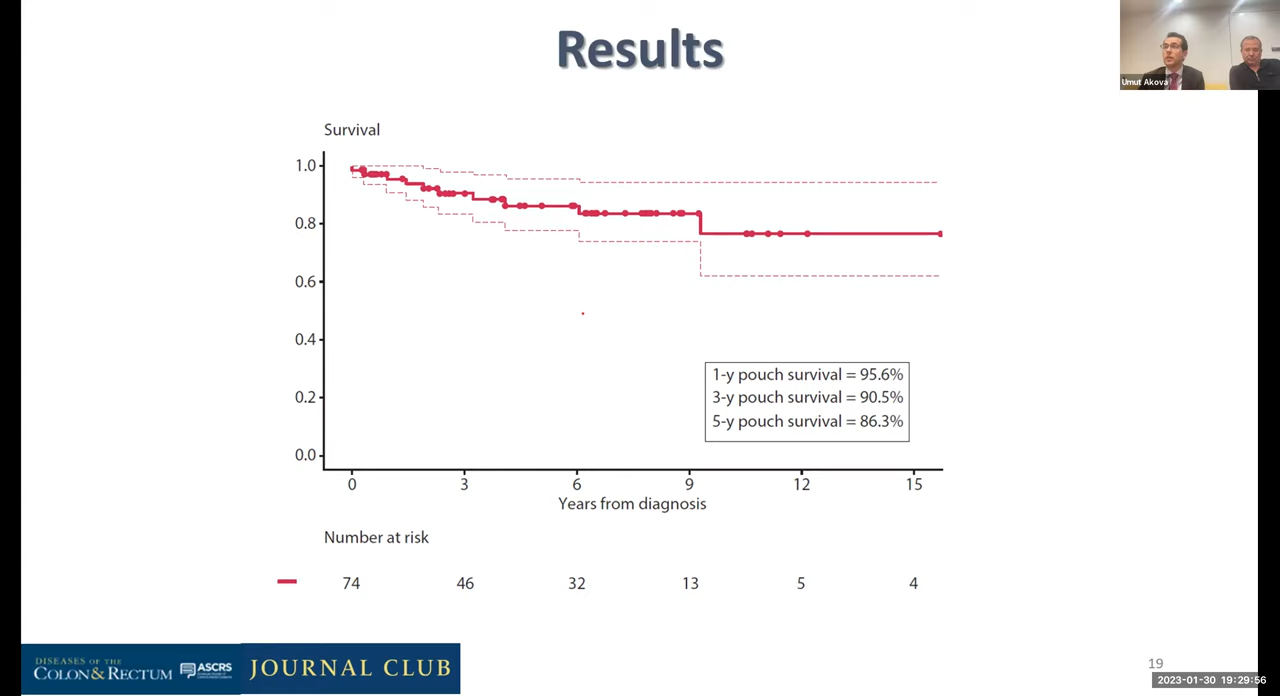 Results
Umut Akova
Survival
1.0
0.8
0.6
0.4
0.2
0.0
1-y pouch survival = 95.6%
3-y pouch survival = 90.5%
5-y pouch survival = 86.3%
0 3 6 9 12 15
Years from diagnosis
Number at risk
74 46 32 13 5 4
DISEASES OF THE
COLON&RECTUM
ASCRS
JOURNAL CLUB
19
2023-01-30 19:29:56